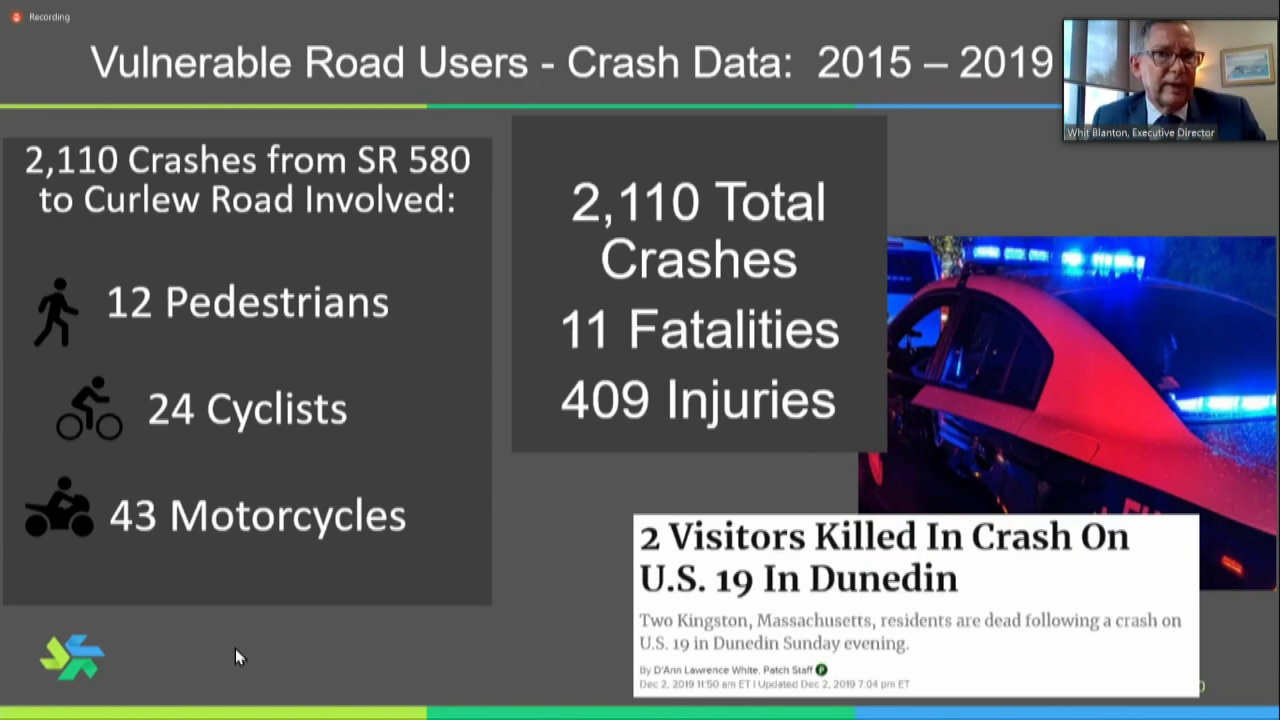 Recording
Vulnerable Road Users - Crash Data: 2015 – 2019
Whit Blanton, Executive Director
2,110 Crashes from SR 580
to Curlew Road Involved:
12 Pedestrians
24 Cyclists
43 Motorcycles
2,110 Total
Crashes
11 Fatalities
409 Injuries
2 Visitors Killed In Crash On
U.S. 19 In Dunedin
Two Kingston, Massachusetts, residents are dead following a crash on
U.S. 19 in Dunedin Sunday evening.
By D'Ann Lawrence White, Patch Staff P
Dec 2, 2019 11:50 am ET | Updated Dec 2, 2019 7:04 pm ET